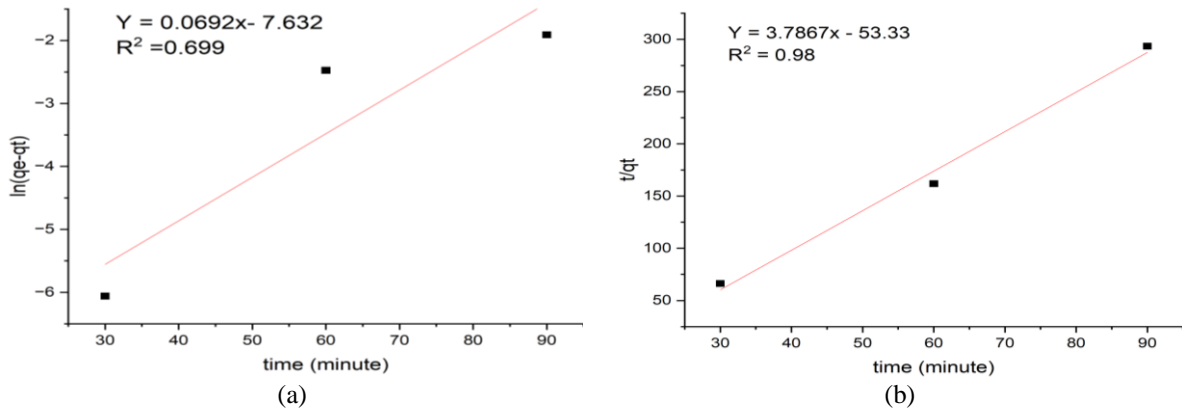 Y = 0.0692x- 7.632
R² =0.699
−2
−3
−4
−5
−6
ln(qe-qt)
30 40 50 60 70 80 90
time (minute)
(a)
Y = 3.7867x - 53.33
R² = 0.98
300
250
200
150
100
50
t/qt
30 40 50 60 70 80 90
time (minute)
(b)